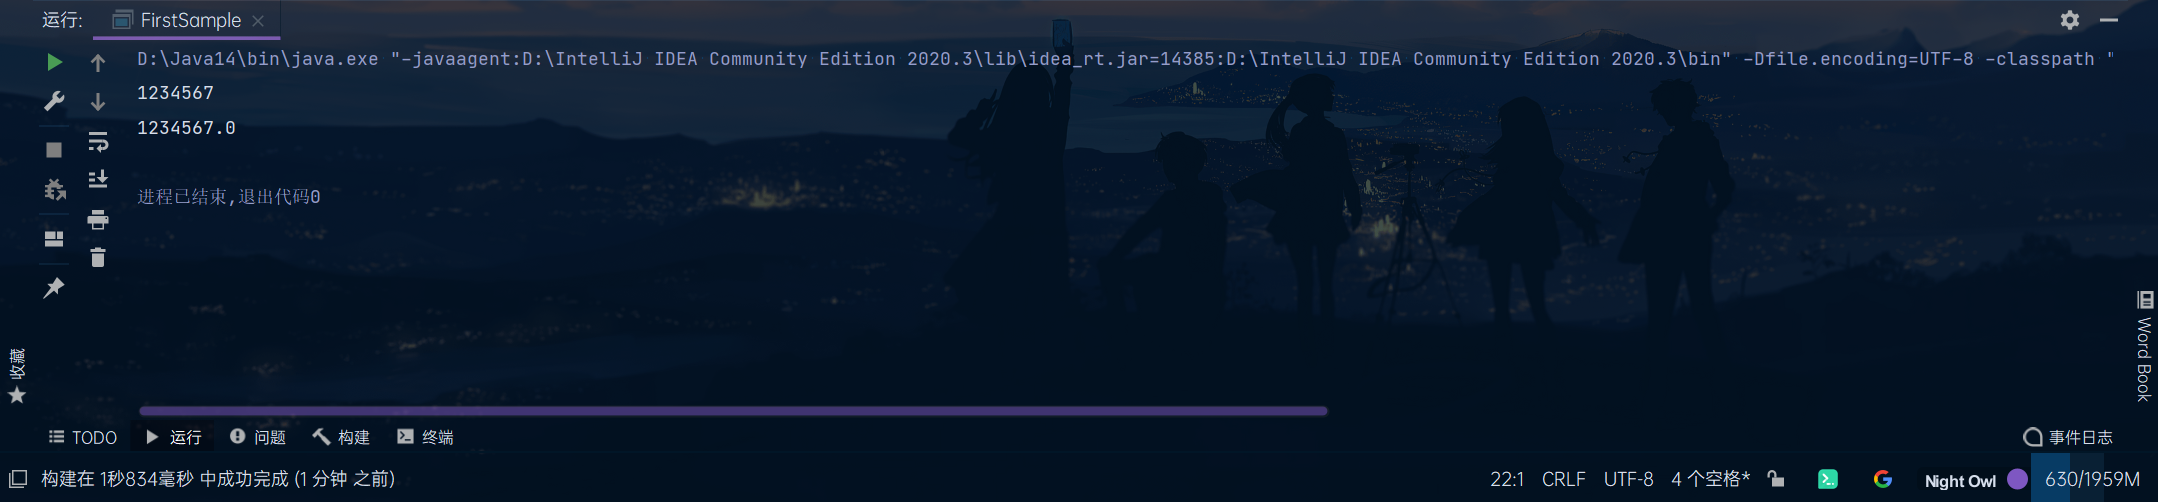 运行: FirstSample
D:\Java14\bin\java.exe "-javaagent:D:\IntelliJ IDEA Community Edition 2020.3\lib\idea_rt.jar=14385:D:\IntelliJ IDEA Community Edition 2020.3\bin" -Dfile.encoding=UTF-8 -classpath "
1234567
1234567.0
进程已结束,退出代码0
收藏
Word Book
TODO 运行 问题 构建 终端 事件日志
构建在 1秒834毫秒 中成功完成 (1 分钟 之前) 22:1 CRLF UTF-8 4 个空格* Night Owl 630/1959M